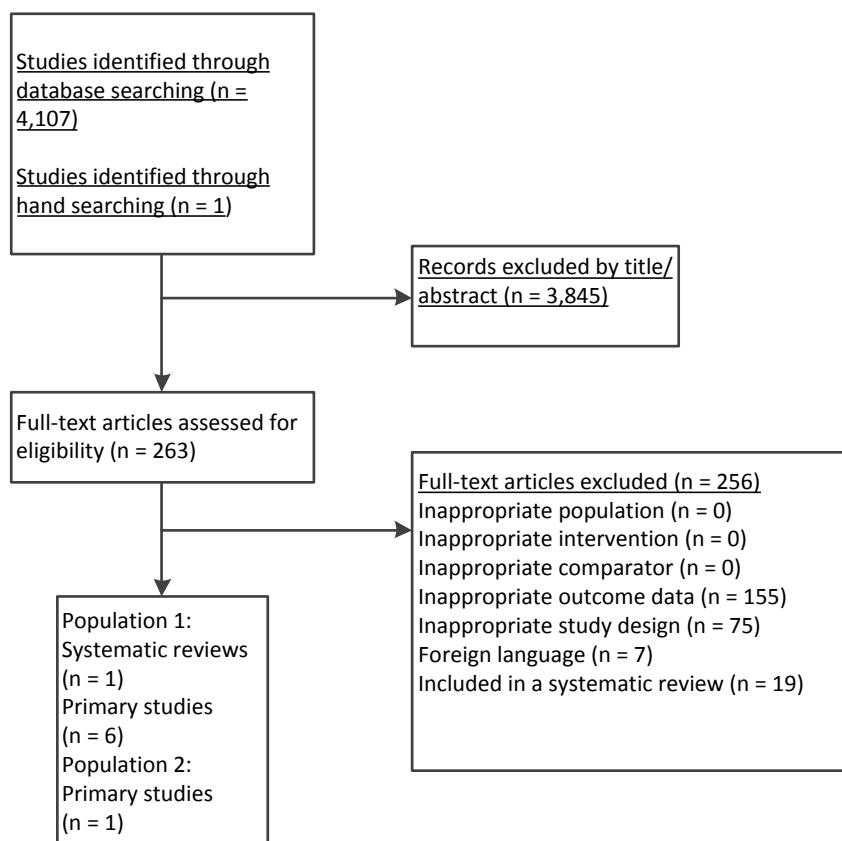 Studies identified through
database searching (n =
4,107)
Studies identified through
hand searching (n = 1)
Records excluded by title/
abstract (n = 3,845)
Full-text articles assessed for
eligibility (n = 263)
Full-text articles excluded (n = 256)
Inappropriate population (n = 0)
Inappropriate intervention (n = 0)
Inappropriate comparator (n = 0)
Inappropriate outcome data (n = 155)
Inappropriate study design (n = 75)
Foreign language (n = 7)
Included in a systematic review (n = 19)
Population 1:
Systematic reviews
(n = 1)
Primary studies
(n = 6)
Population 2:
Primary studies
(n = 1)